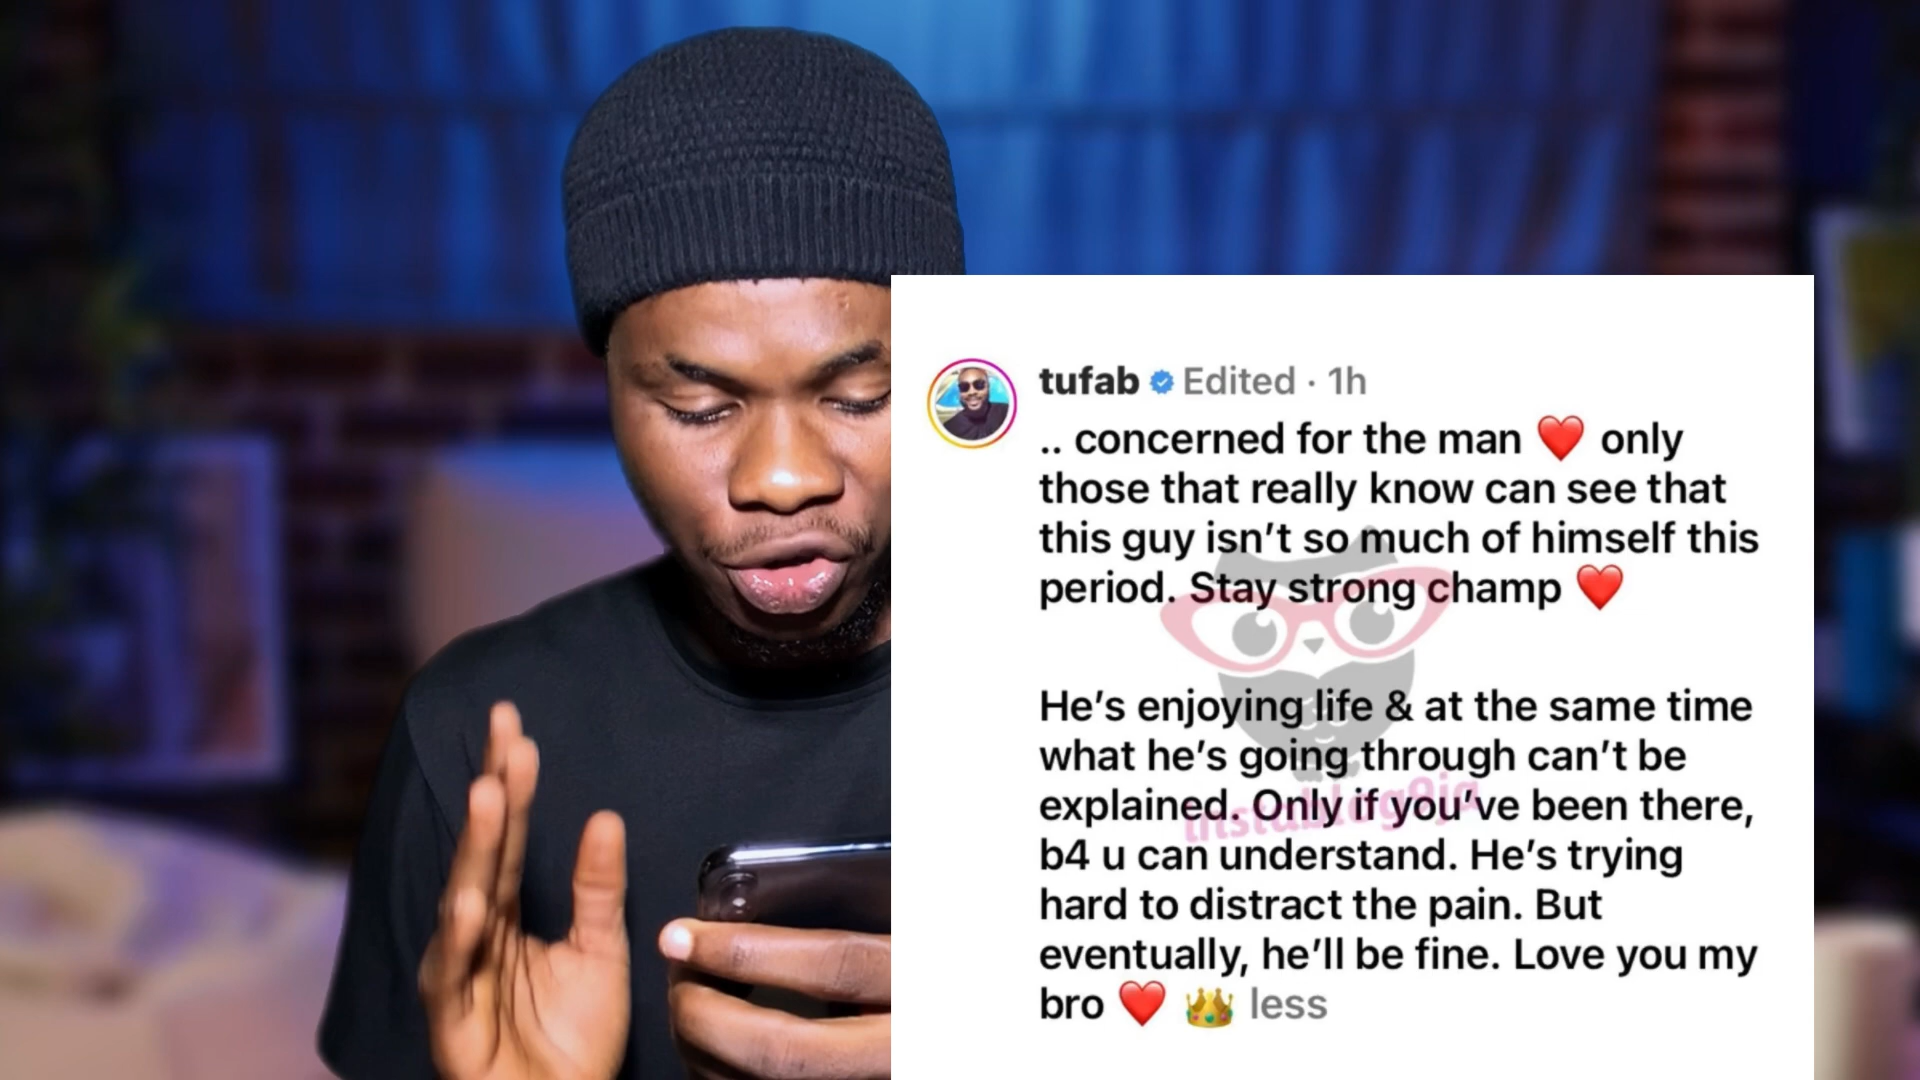 tufab Edited · 1h
.. concerned for the man ❤️ only
those that really know can see that
this guy isn't so much of himself this
period. Stay strong champ ❤️
He's enjoying life & at the same time
what he's going through can't be
explained. Only if you've been there,
b4 u can understand. He's trying
hard to distract the pain. But
eventually, he'll be fine. Love you my
bro ❤️ 👑 less
instablog9ja